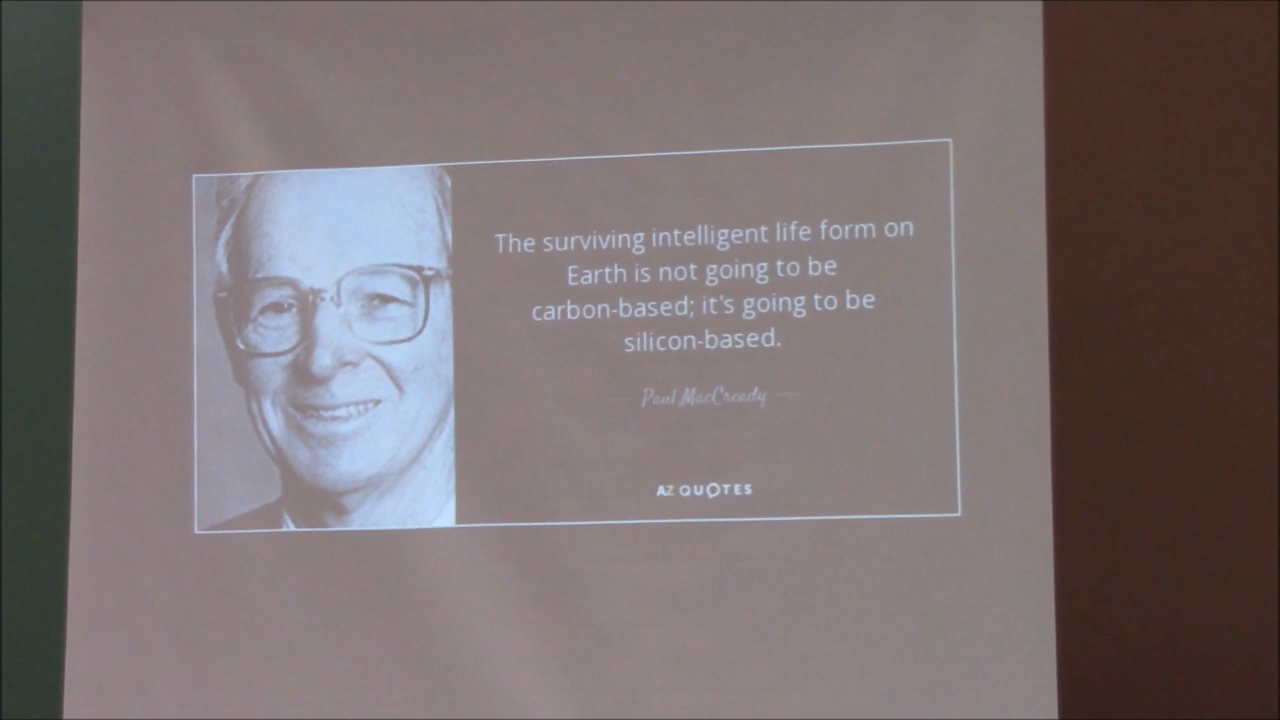 The surviving intelligent life form on
Earth is not going to be
carbon-based; it's going to be
silicon-based.
Paul MacCready
AZ QUOTES